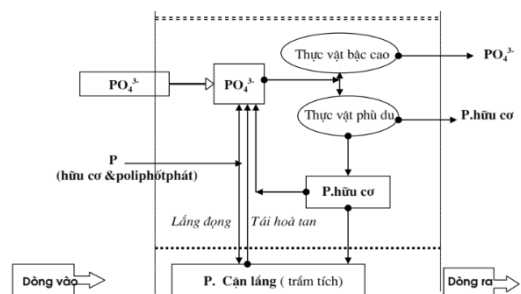 Thực vật bậc cao
PO₄³⁻
PO₄³⁻
PO₄³⁻
Thực vật phù du
P.hữu cơ
P
(hữu cơ &poliphốtphát)
P.hữu cơ
Lắng đọng
Tái hoà tan
Dòng vào
P. Cặn lắng ( trầm tích)
Dòng ra